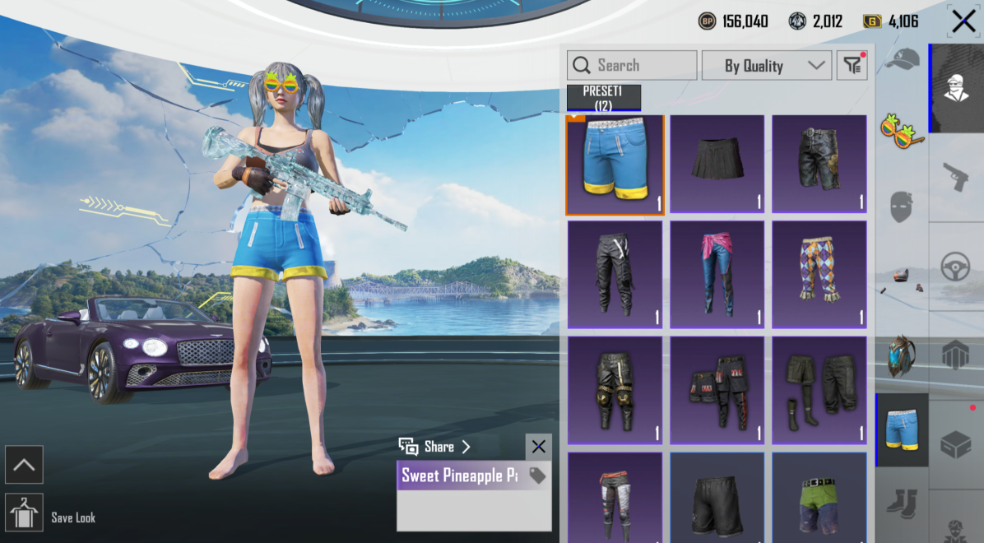 BP 156,040 2,012 G 4,106
Search
By Quality
PRESET1
(12)
1 1 1
1 1 1
1 1 1
Share
Sweet Pineapple P
Save Look